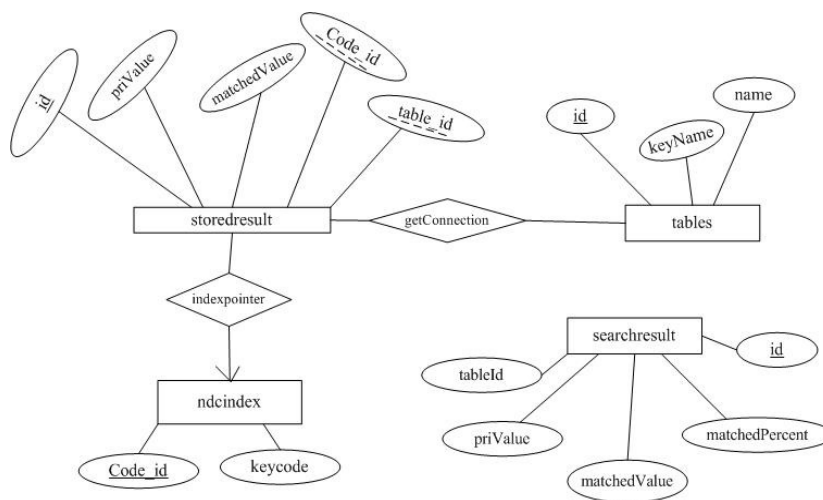 id
priValue
matchedValue
Code_id
table_id
id
keyName
name
storedresult
getConnection
tables
indexpointer
ndcindex
Code_id
keycode
searchresult
id
tableId
priValue
matchedValue
matchedPercent